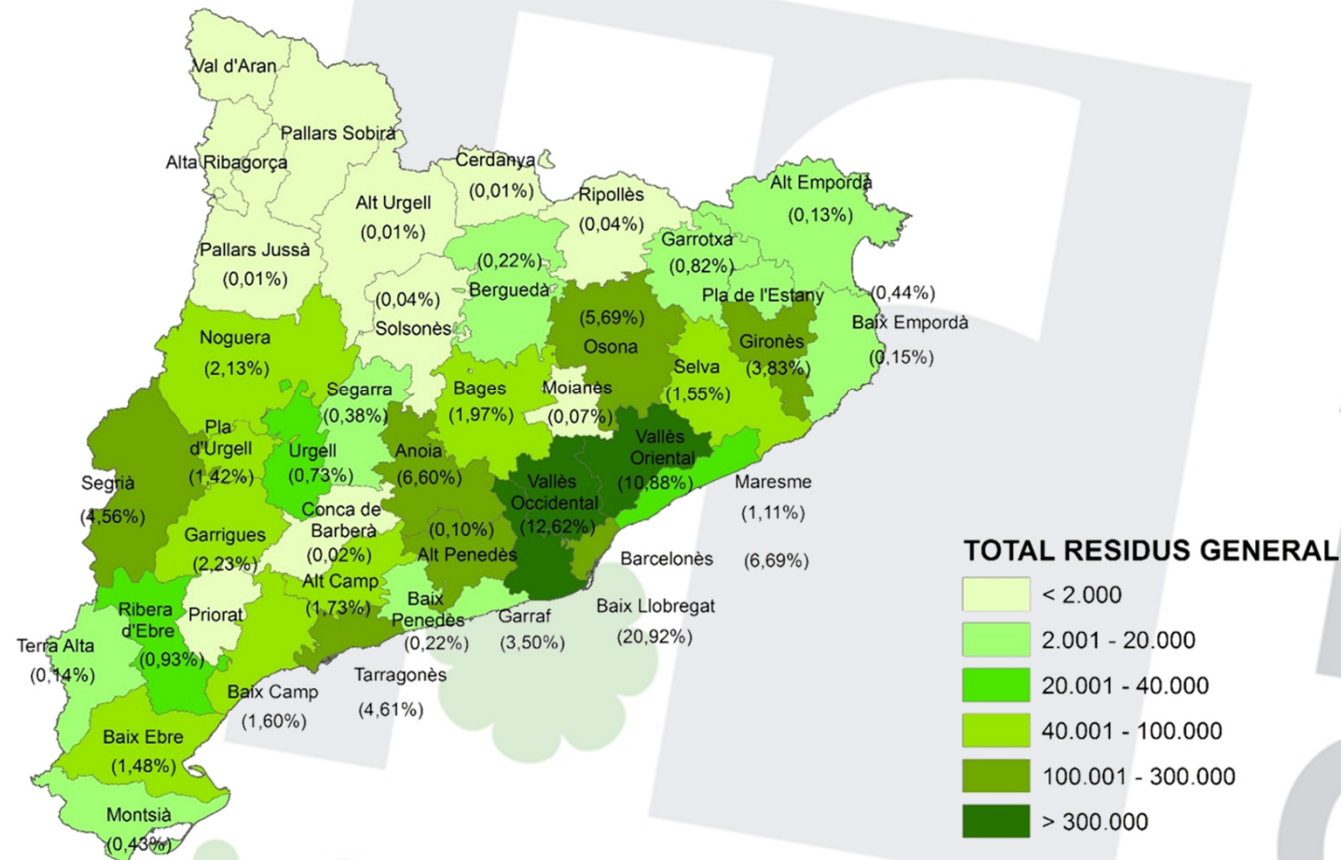 Val d'Aran
Pallars Sobirà
Alta Ribagorça
Cerdanya
(0,01%)
Alt Urgell
(0,01%)
Ripollès
(0,04%)
Alt Empordà
(0,13%)
Pallars Jussà
(0,01%)
(0,22%)
Berguedà
Garrotxa
(0,82%)
Pla de l'Estany
(0,44%)
(0,04%)
Solsonès
Baix Empordà
(0,15%)
Noguera
(2,13%)
(5,69%)
Osona
Gironès
(3,83%)
Selva
(1,55%)
Segarra
(0,38%)
Bages
(1,97%)
Moianès
(0,07%)
Pla
d'Urgell
(1,42%)
Urgell
(0,73%)
Anoia
(6,60%)
Vallès
Oriental
(10,88%)
Segrià
(4,56%)
Vallès
Occidental
(12,62%)
Maresme
(1,11%)
Conca de
Barberà
(0,02%)
Garrigues
(2,23%)
(0,10%)
Alt Penedès
Barcelonès
(6,69%)
Alt Camp
(1,73%)
Ribera
d'Ebre
(0,93%)
Priorat
Baix
Penedès
(0,22%)
Garraf
(3,50%)
Baix Llobregat
(20,92%)
Terra Alta
(0,14%)
Tarragonès
(4,61%)
Baix Camp
(1,60%)
Baix Ebre
(1,48%)
Montsià
(0,43%)
TOTAL RESIDUS GENERAL
< 2.000
2.001 - 20.000
20.001 - 40.000
40.001 - 100.000
100.001 - 300.000
> 300.000